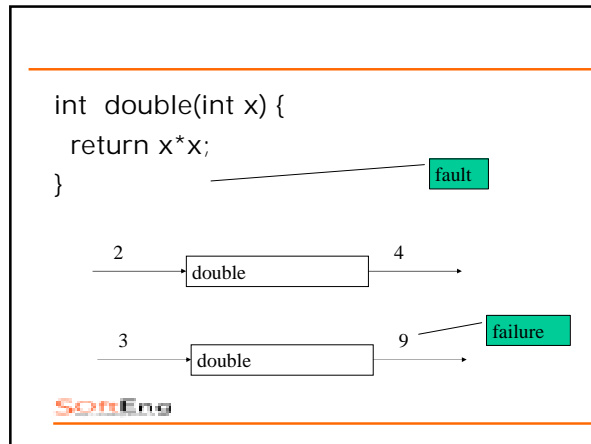 int double(int x) {
return x*x;
}
fault
2
double
4
3
double
9
failure
SoftEng